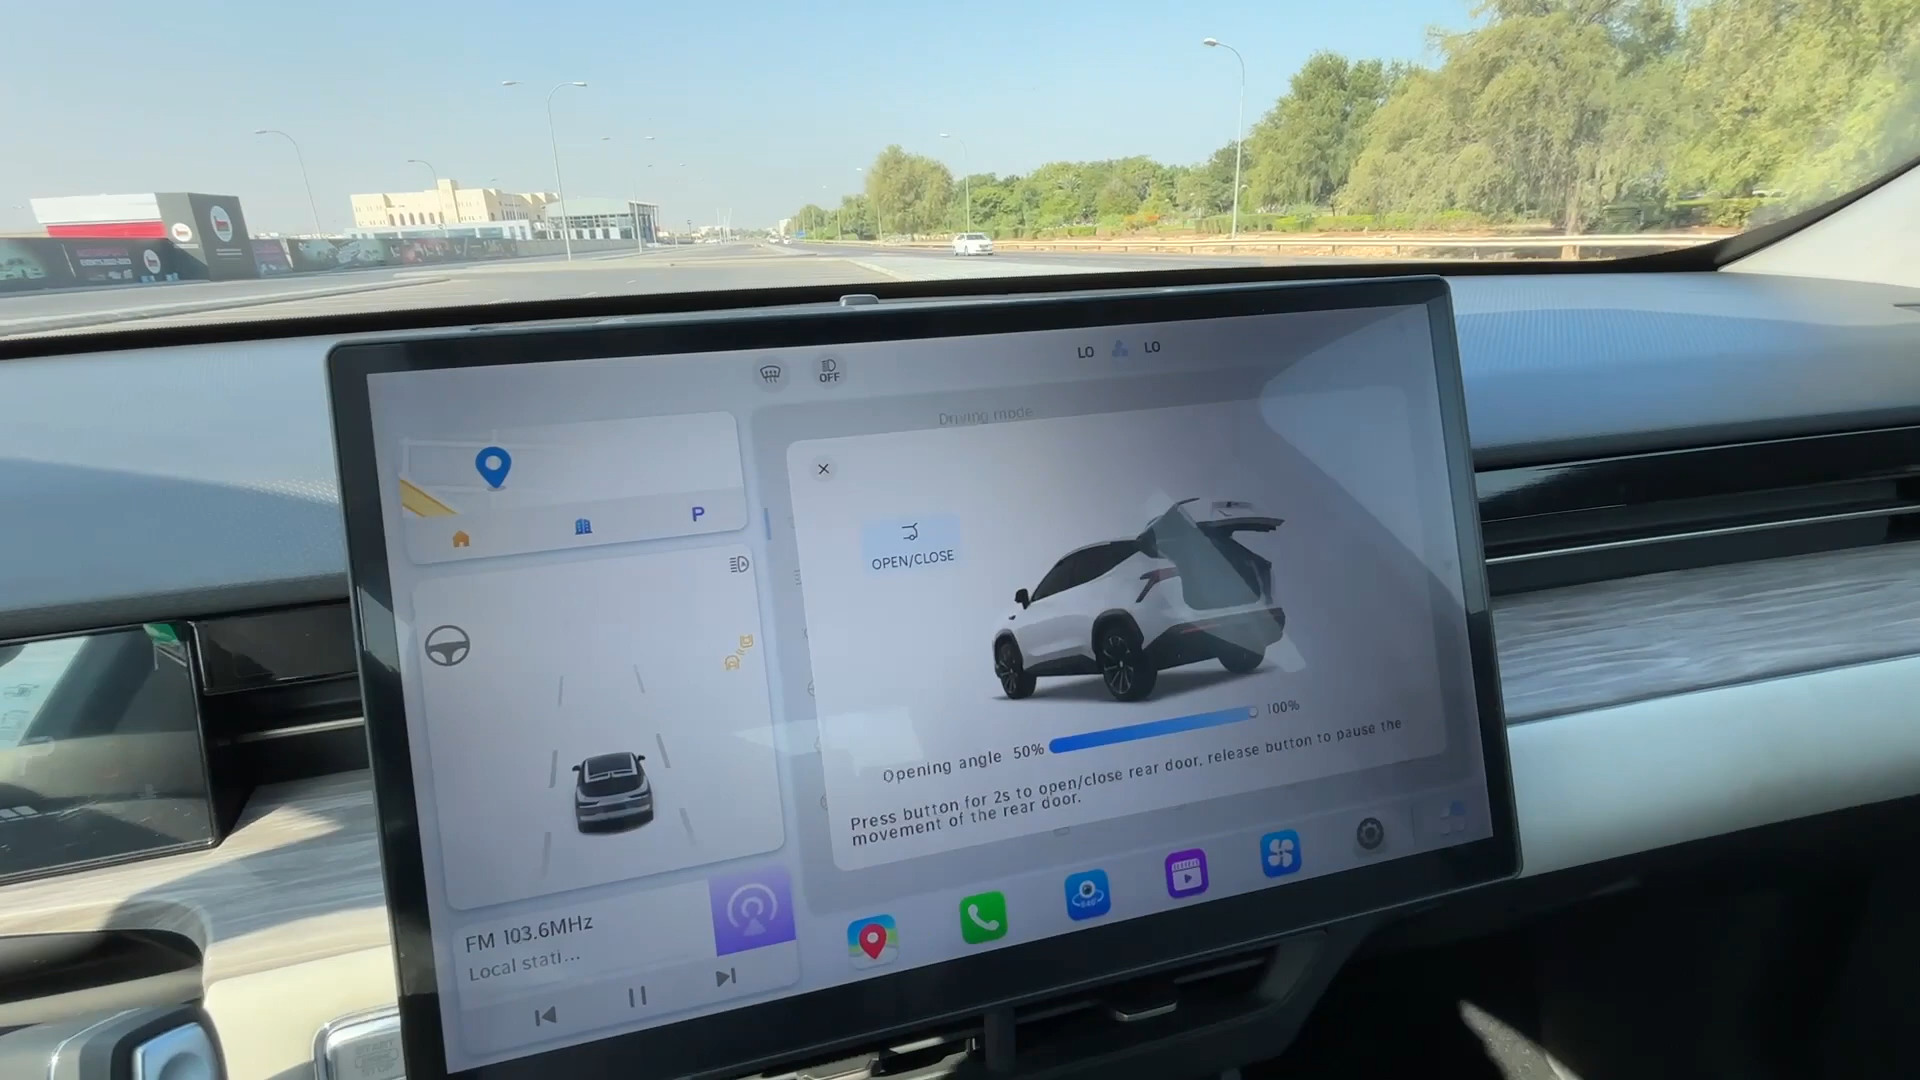 OFF
LO LO
Driving mode
P
OPEN/CLOSE
Opening angle 50% 100%
Press button for 2s to open/close rear door, release button to pause the
movement of the rear door.
FM 103.6MHz
Local stati...